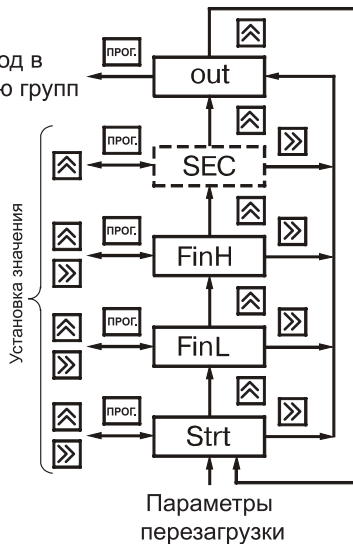 од в
ю групп
ПРОГ.
out
ПРОГ.
SEC
ПРОГ.
FinH
ПРОГ.
FinL
ПРОГ.
Strt
Установка значения
Параметры
перезагрузки